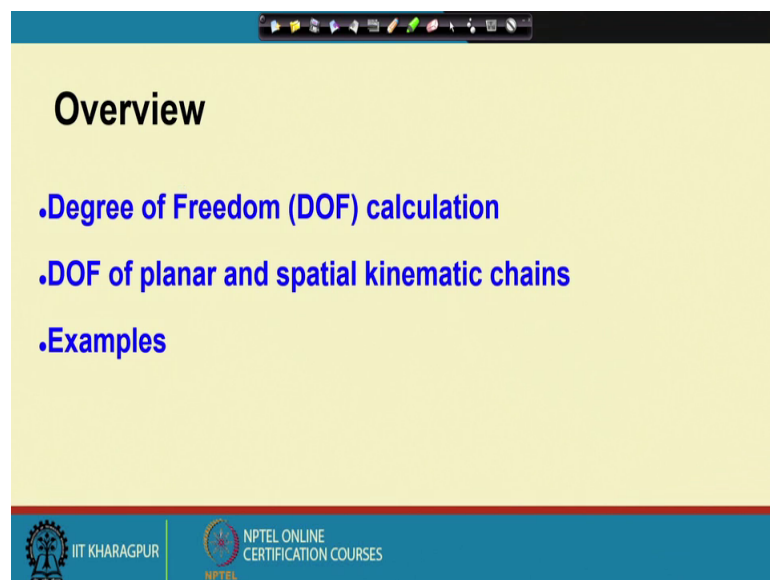 Overview
•Degree of Freedom (DOF) calculation
•DOF of planar and spatial kinematic chains
•Examples
IIT KHARAGPUR
NPTEL
NPTEL ONLINE
CERTIFICATION COURSES